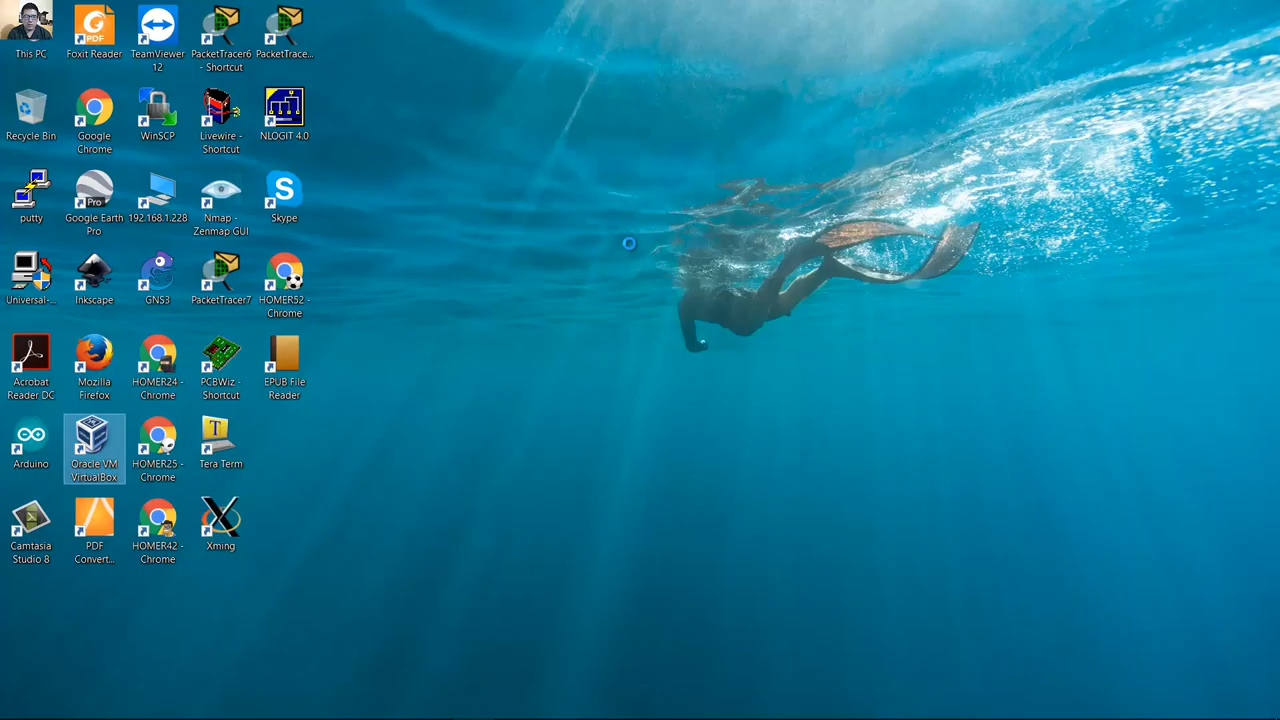 This PC
Foxit Reader
TeamViewer
12
PacketTracer6
- Shortcut
PacketTrace...
Recycle Bin
Google
Chrome
WinSCP
Livewire -
Shortcut
NLOGIT 4.0
putty
Google Earth
Pro
192.168.1.228
Nmap -
Zenmap GUI
Skype
Universal-...
Inkscape
GNS3
PacketTracer7
HOMER52 -
Chrome
Acrobat
Reader DC
Mozilla
Firefox
HOMER24 -
Chrome
PCBWiz -
Shortcut
EPUB File
Reader
Arduino
Oracle VM
VirtualBox
HOMER25 -
Chrome
Tera Term
Camtasia
Studio 8
PDF
Convert...
HOMER42 -
Chrome
Xming